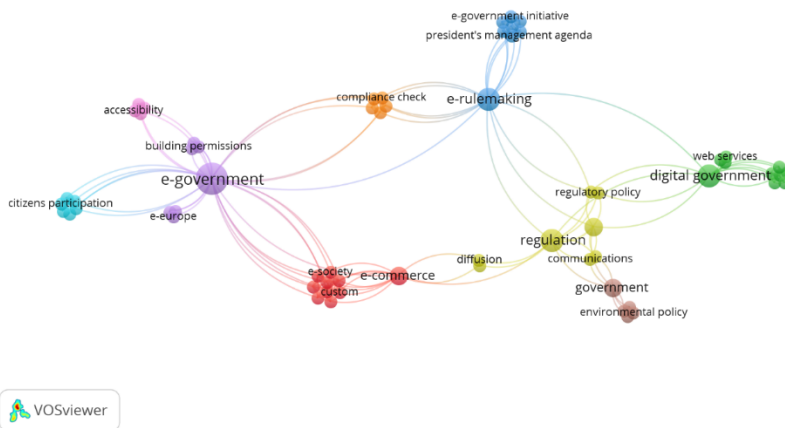 e-government initiative
president's management agenda
compliance check
e-rulemaking
accessibility
building permissions
web services
e-government
digital government
regulatory policy
citizens participation
e-europe
regulation
diffusion
communications
e-society
e-commerce
custom
government
environmental policy
VOSviewer